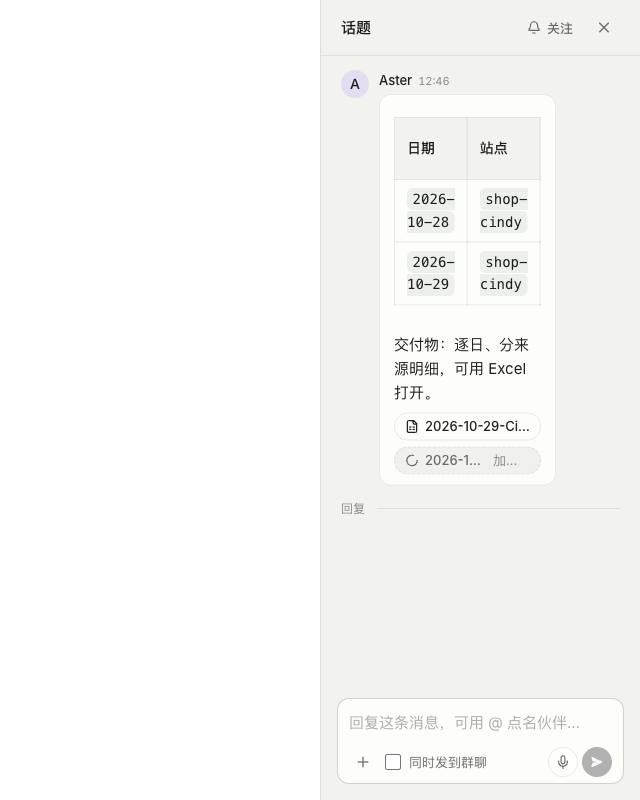 话题
关注
A
Aster 12:46
日期 站点
2026-10-28 shop-cindy
2026-10-29 shop-cindy
交付物：逐日、分来
源明细，可用 Excel
打开。
2026-10-29-Ci...
2026-1... 加...
回复
回复这条消息，可用 @ 点名伙伴...
同时发到群聊